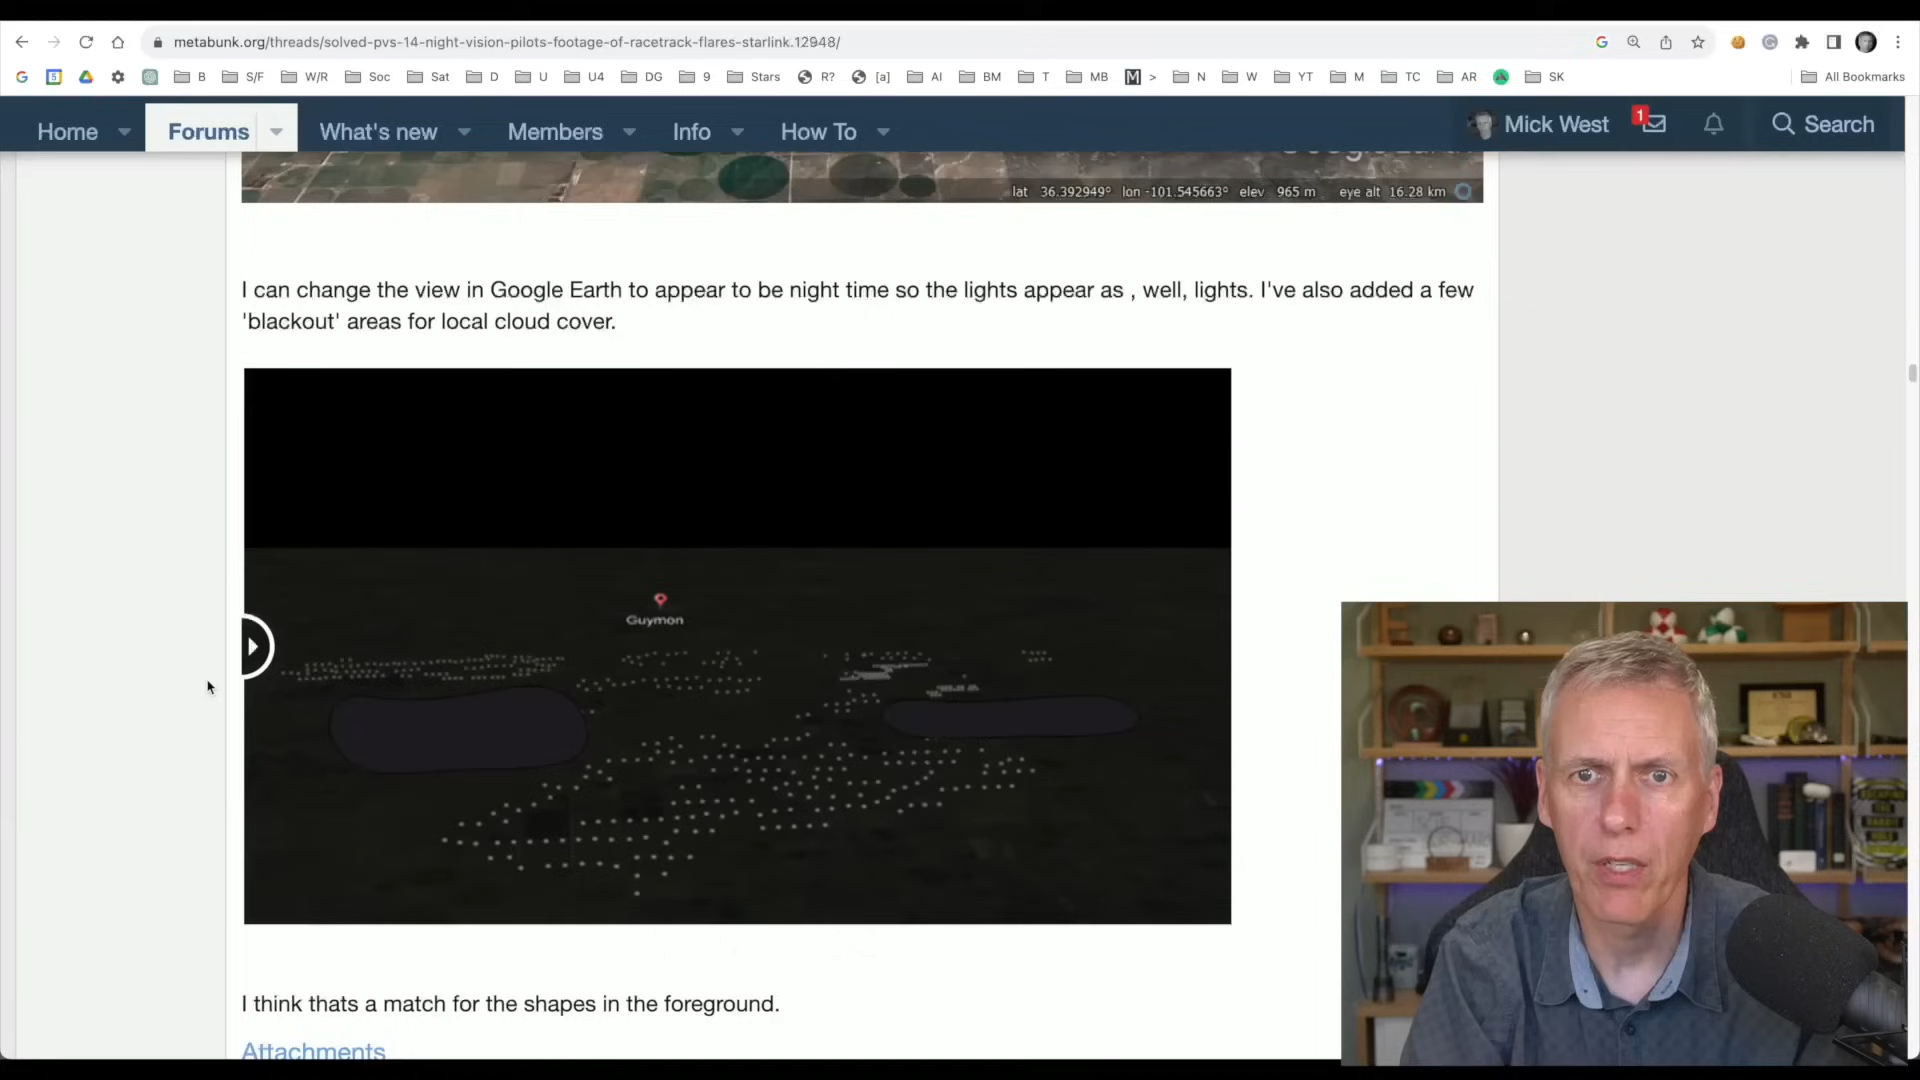 metabunk.org/threads/solved-pvs-14-night-vision-pilots-footage-of-racetrack-flares-starlink.12948/
G 5 B S/F W/R Soc Sat D U U4 DG 9 Stars R? [a] AI BM T MB M > N W YT M TC AR SK All Bookmarks
Home Forums What's new Members Info How To Mick West 1 Search
lat 36.392949° lon -101.545663° elev 965 m eye alt 16.28 km
I can change the view in Google Earth to appear to be night time so the lights appear as , well, lights. I've also added a few
'blackout' areas for local cloud cover.
Guymon
I think thats a match for the shapes in the foreground.
Attachments